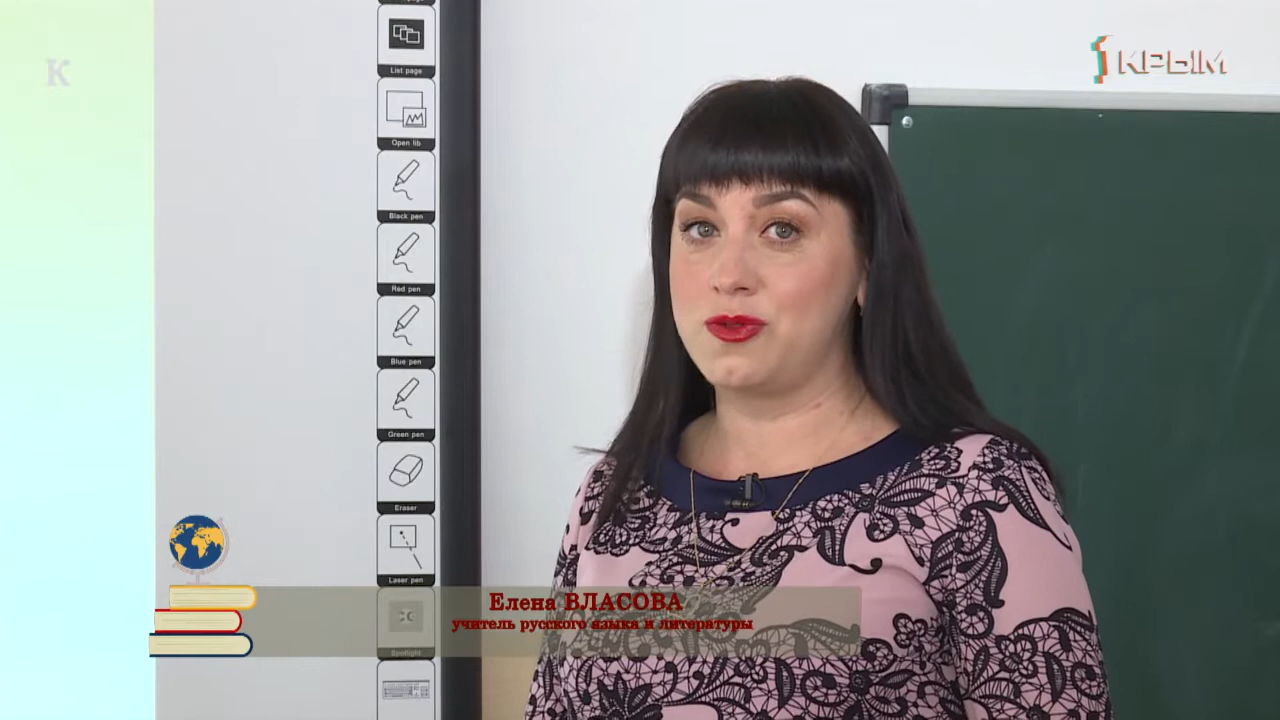 K
1 КРЫМ
List page
Open lib
Black pen
Red pen
Blue pen
Green pen
Eraser
Laser pen
Spotlight
Елена ВЛАСОВА
учитель русского языка и литературы